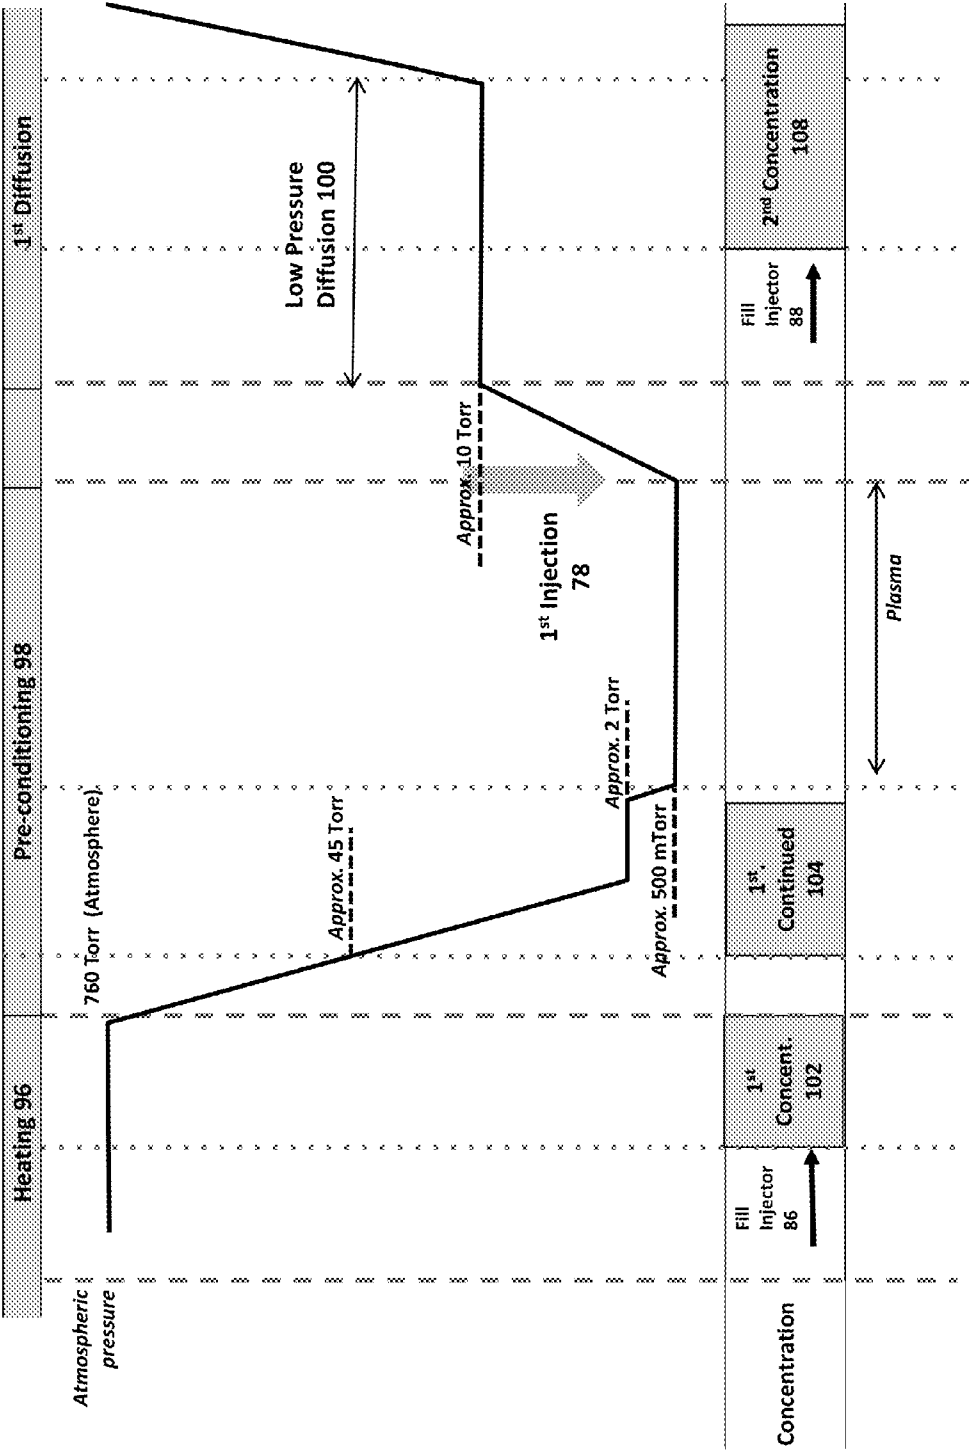 Heating 96
Pre-conditioning 98
1st Diffusion
Atmospheric
pressure
760 Torr (Atmosphere)
Approx. 45 Torr
Low Pressure
Diffusion 100
Approx. 10 Torr
1st Injection
78
Approx. 2 Torr
Approx. 500 mTorr
Concentration
Fill
Injector
86
1st
Concent.
102
1st.
Continued
104
Fill
Injector
88
2nd Concentration
108
Plasma